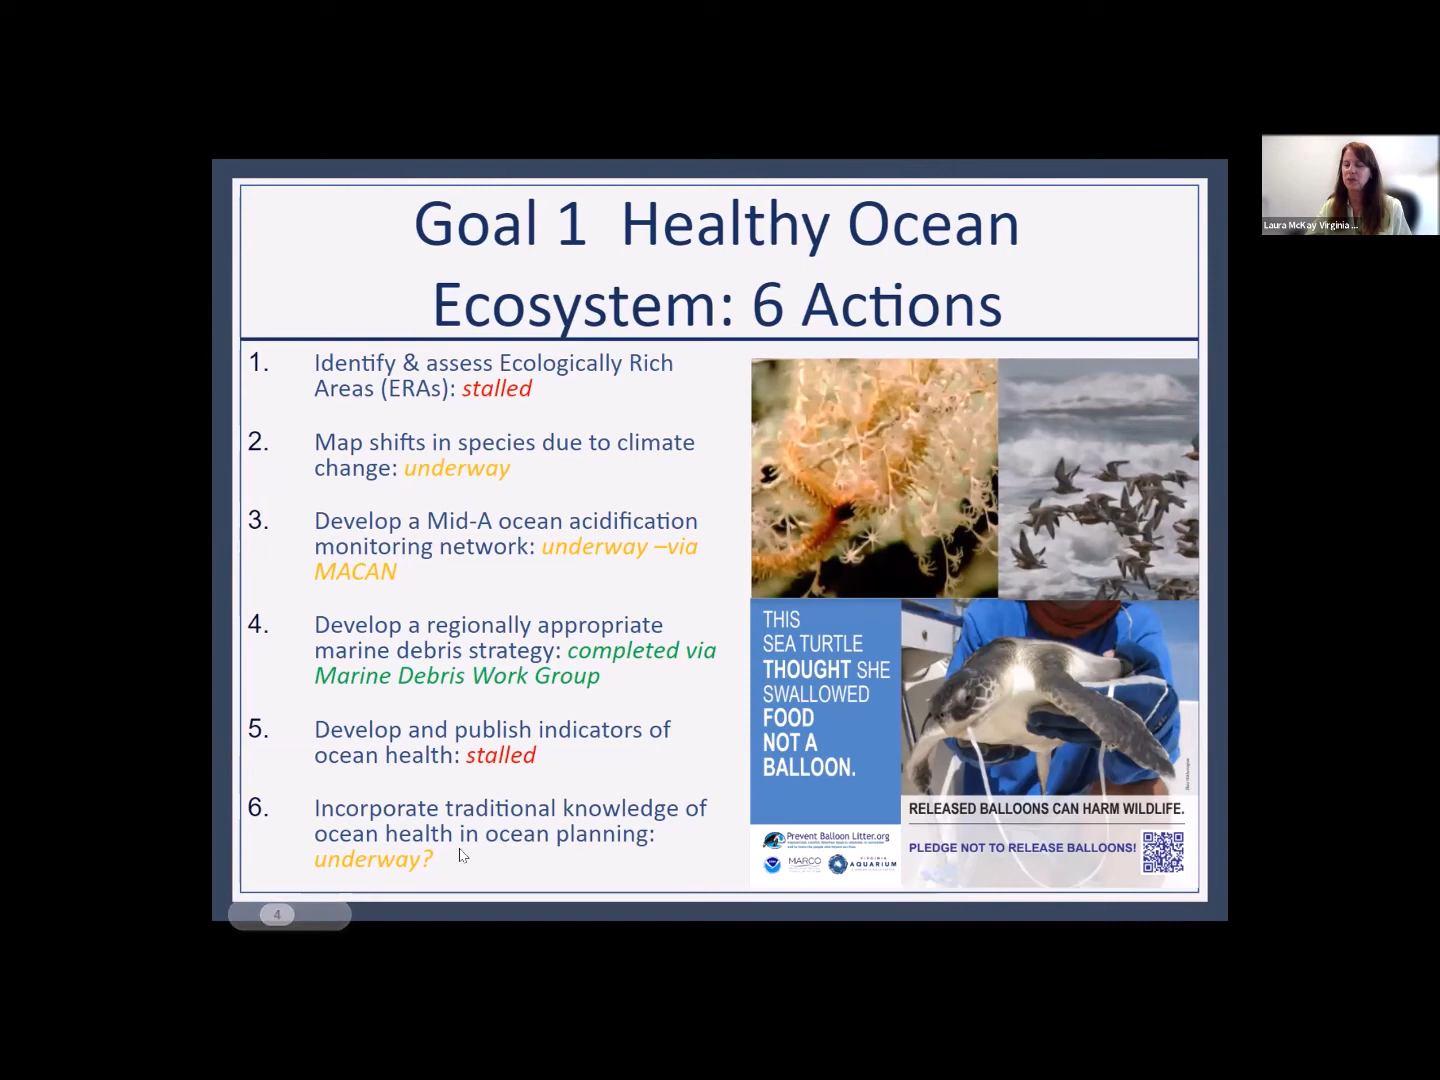 Goal 1 Healthy Ocean
Ecosystem: 6 Actions
1. Identify & assess Ecologically Rich
Areas (ERAs): stalled
2. Map shifts in species due to climate
change: underway
3. Develop a Mid-A ocean acidification
monitoring network: underway –via
MACAN
4. Develop a regionally appropriate
marine debris strategy: completed via
Marine Debris Work Group
5. Develop and publish indicators of
ocean health: stalled
6. Incorporate traditional knowledge of
ocean health in ocean planning:
underway?
THIS
SEA TURTLE
THOUGHT SHE
SWALLOWED
FOOD
NOT A
BALLOON.
RELEASED BALLOONS CAN HARM WILDLIFE.
PLEDGE NOT TO RELEASE BALLOONS!
Prevent Balloon Litter.org
MARCO
VIRGINIA
AQUARIUM
4
Laura McKay Virginia ...